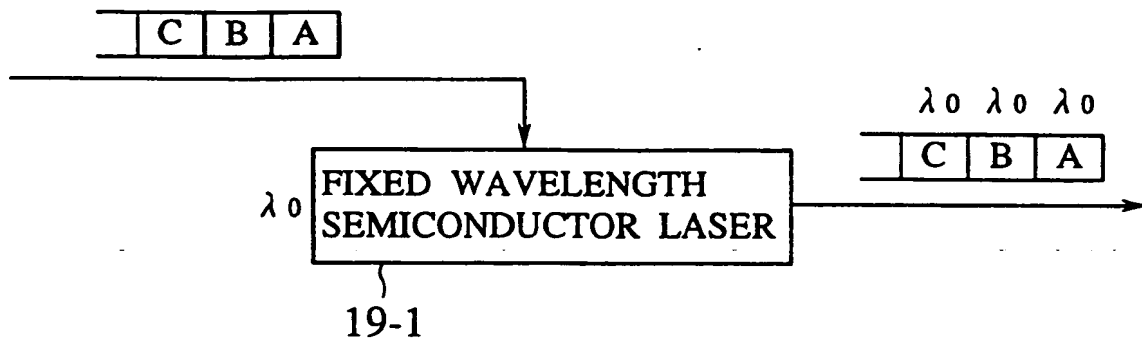 C B A
λ0 λ0 λ0
C B A
λ0
FIXED WAVELENGTH
SEMICONDUCTOR LASER
19-1